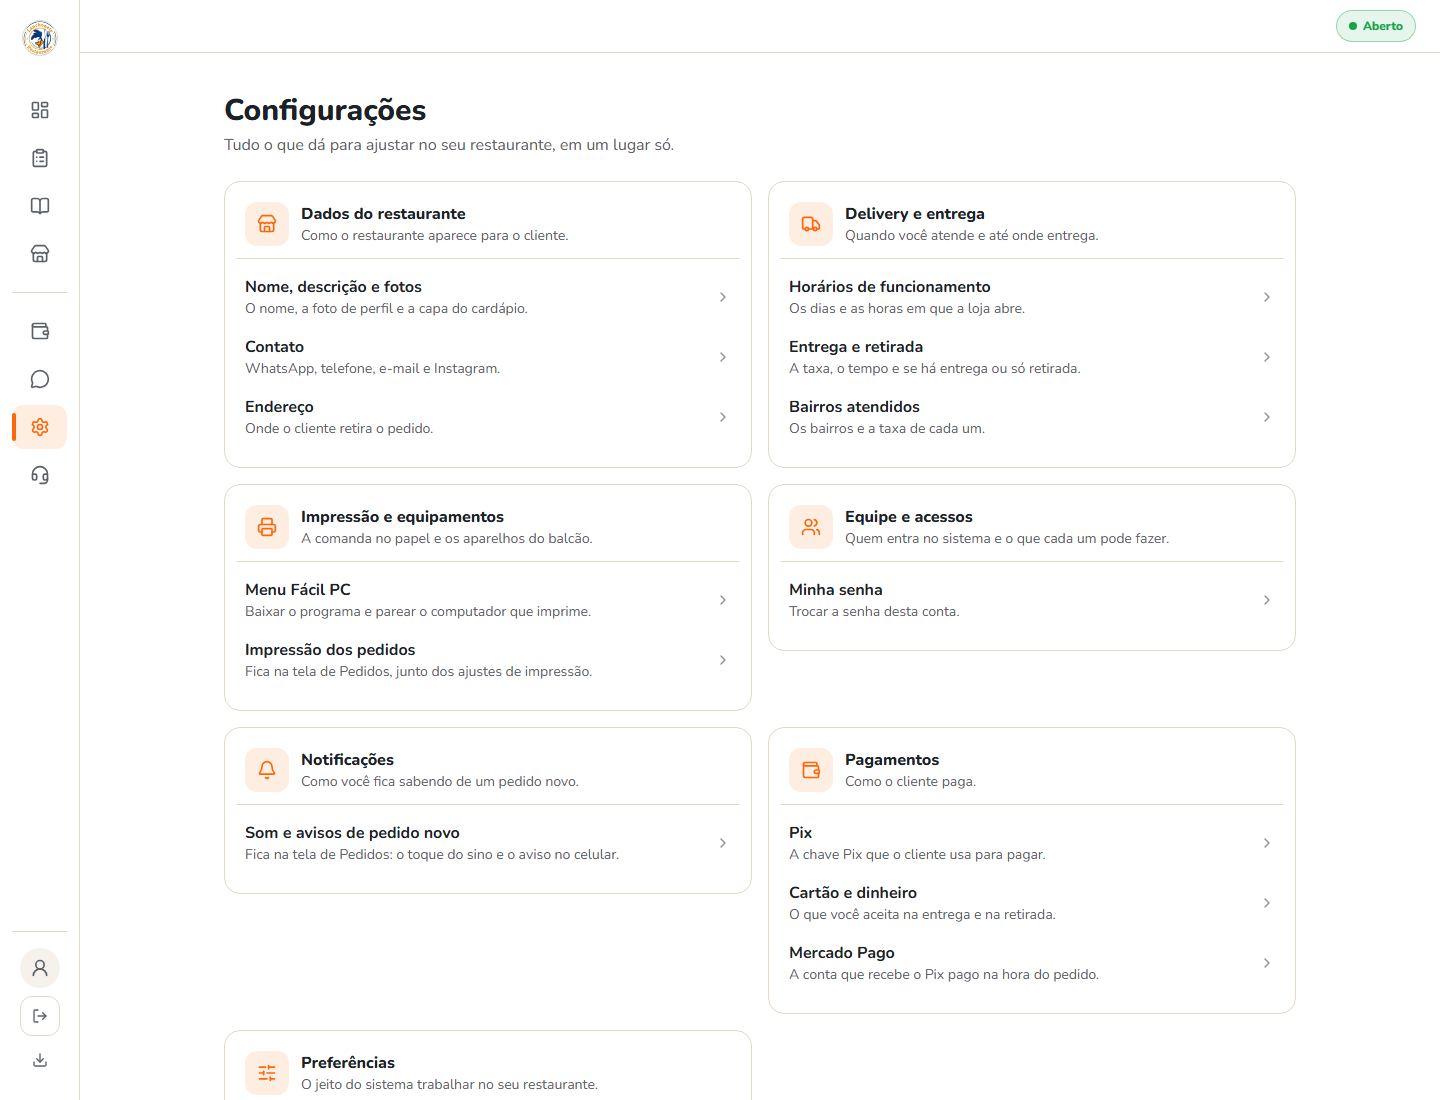 Aberto
Configurações
Tudo o que dá para ajustar no seu restaurante, em um lugar só.
Dados do restaurante
Como o restaurante aparece para o cliente.
Nome, descrição e fotos
O nome, a foto de perfil e a capa do cardápio.
Contato
WhatsApp, telefone, e-mail e Instagram.
Endereço
Onde o cliente retira o pedido.
Delivery e entrega
Quando você atende e até onde entrega.
Horários de funcionamento
Os dias e as horas em que a loja abre.
Entrega e retirada
A taxa, o tempo e se há entrega ou só retirada.
Bairros atendidos
Os bairros e a taxa de cada um.
Impressão e equipamentos
A comanda no papel e os aparelhos do balcão.
Menu Fácil PC
Baixar o programa e parear o computador que imprime.
Impressão dos pedidos
Fica na tela de Pedidos, junto dos ajustes de impressão.
Equipe e acessos
Quem entra no sistema e o que cada um pode fazer.
Minha senha
Trocar a senha desta conta.
Notificações
Como você fica sabendo de um pedido novo.
Som e avisos de pedido novo
Fica na tela de Pedidos: o toque do sino e o aviso no celular.
Pagamentos
Como o cliente paga.
Pix
A chave Pix que o cliente usa para pagar.
Cartão e dinheiro
O que você aceita na entrega e na retirada.
Mercado Pago
A conta que recebe o Pix pago na hora do pedido.
Preferências
O jeito do sistema trabalhar no seu restaurante.